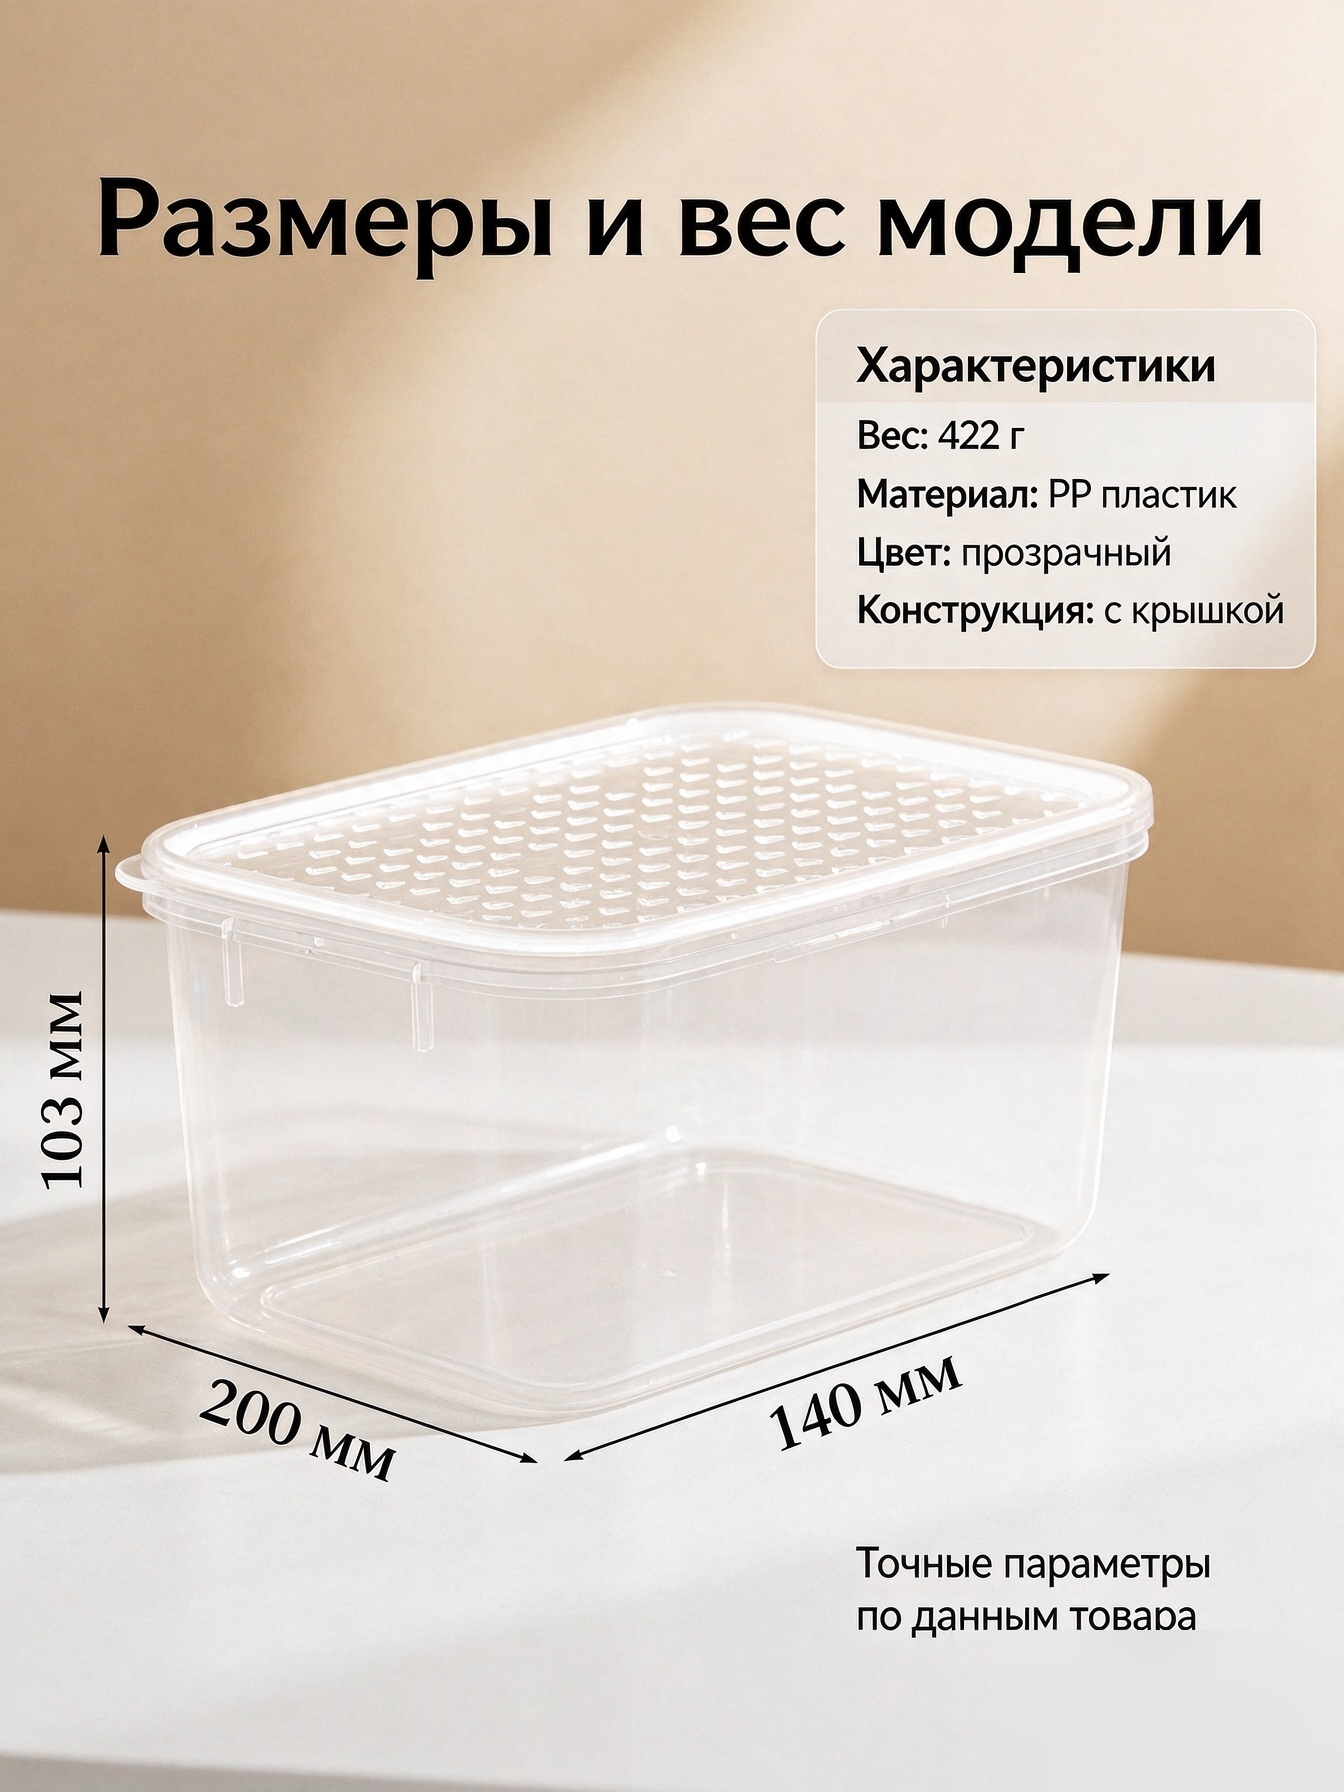 Размеры и вес модели
Характеристики
Вес: 422 г
Материал: PP пластик
Цвет: прозрачный
Конструкция: с крышкой
103 мм
200 мм
140 мм
Точные параметры
по данным товара